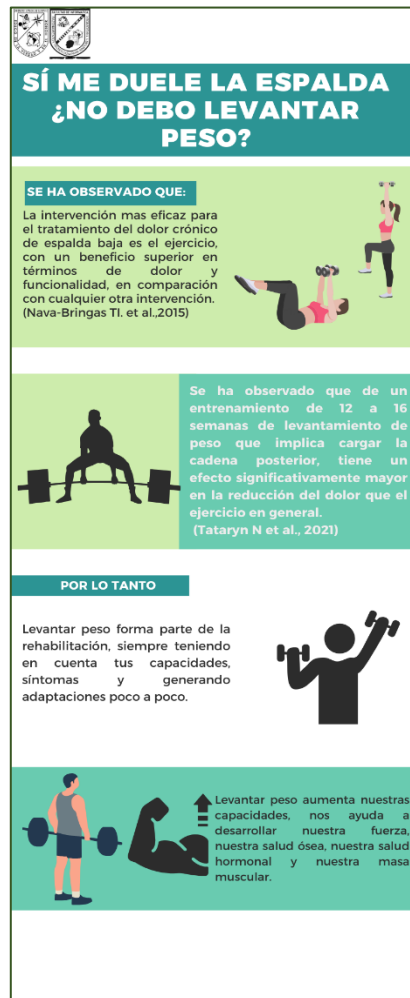 SÍ ME DUELE LA ESPALDA
¿NO DEBO LEVANTAR
PESO?
SE HA OBSERVADO QUE:
La intervención mas eficaz para
el tratamiento del dolor crónico
de espalda baja es el ejercicio,
con un beneficio superior en
términos de dolor y
funcionalidad, en comparación
con cualquier otra intervención.
(Nava-Bringas TI. et al.,2015)
Se ha observado que de un
entrenamiento de 12 a 16
semanas de levantamiento de
peso que implica cargar la
cadena posterior, tiene un
efecto significativamente mayor
en la reducción del dolor que el
ejercicio en general.
(Tataryn N et al., 2021)
POR LO TANTO
Levantar peso forma parte de la
rehabilitación, siempre teniendo
en cuenta tus capacidades,
síntomas y generando
adaptaciones poco a poco.
Levantar peso aumenta nuestras
capacidades, nos ayuda a
desarrollar nuestra fuerza,
nuestra salud ósea, nuestra salud
hormonal y nuestra masa
muscular.